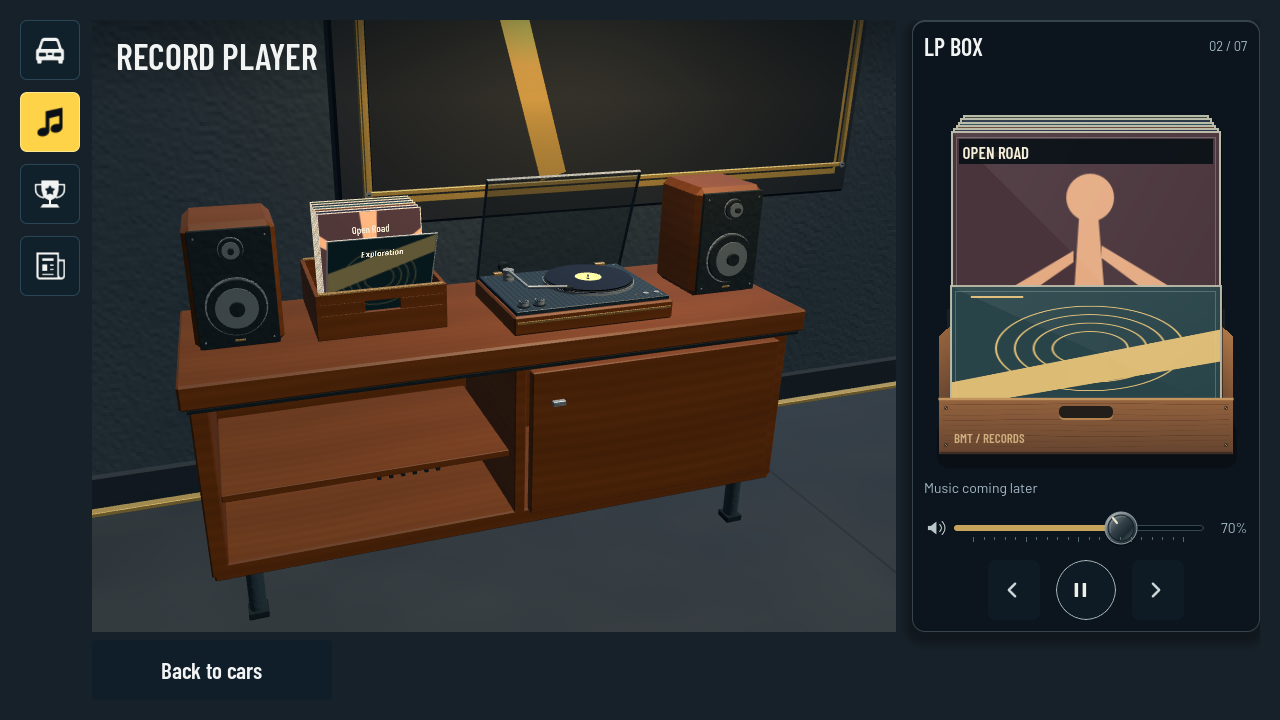 RECORD PLAYER
Open Road
Exploration
LP BOX
02 / 07
OPEN ROAD
BMT / RECORDS
Music coming later
70%
Back to cars